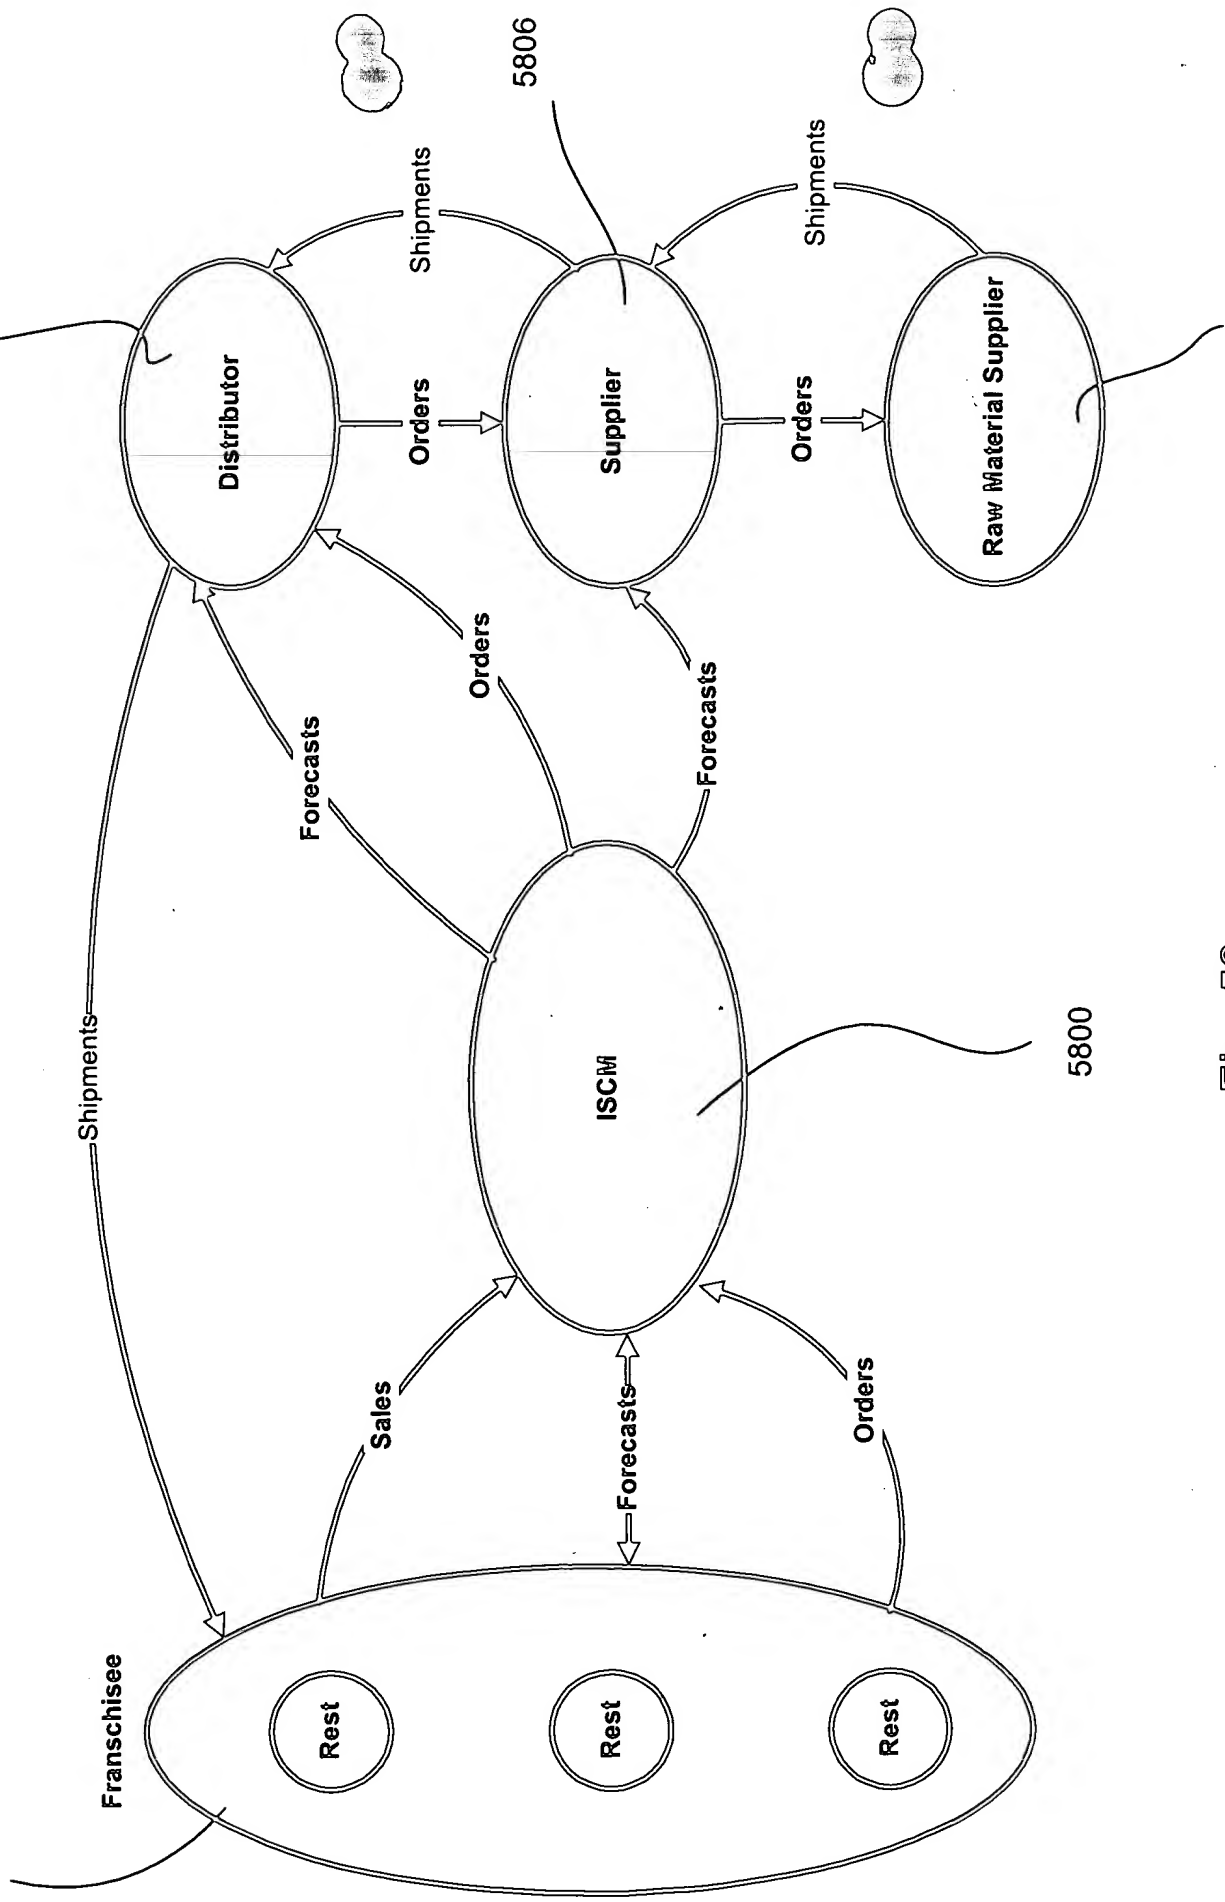 Franschisee
Rest
Rest
Rest
Shipments
Sales
Forecasts
Orders
ISCM
5800
Forecasts
Orders
Forecasts
Distributor
Orders
Shipments
Supplier
5806
Orders
Shipments
Raw Material Supplier